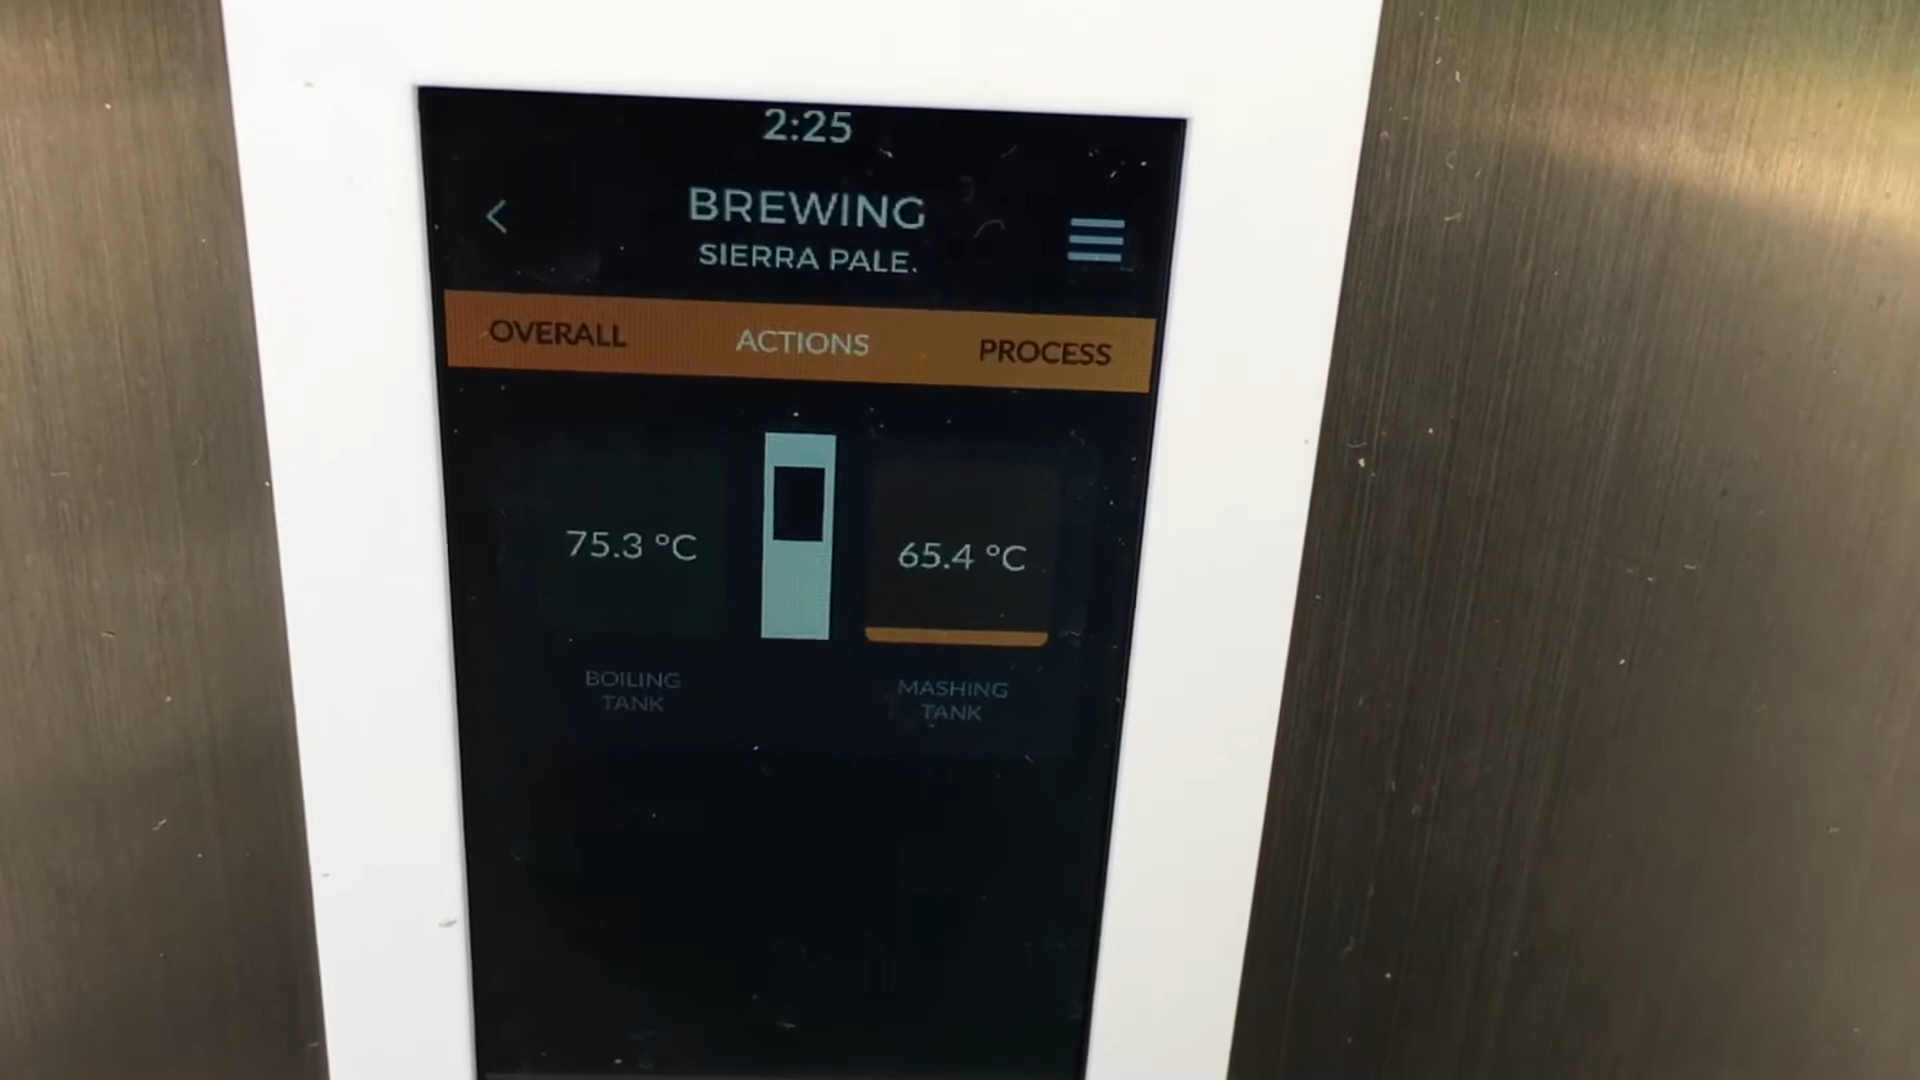 2:25
BREWING
SIERRA PALE.
OVERALL ACTIONS PROCESS
75.3 °C 65.4 °C
BOILING TANK
MASHING TANK